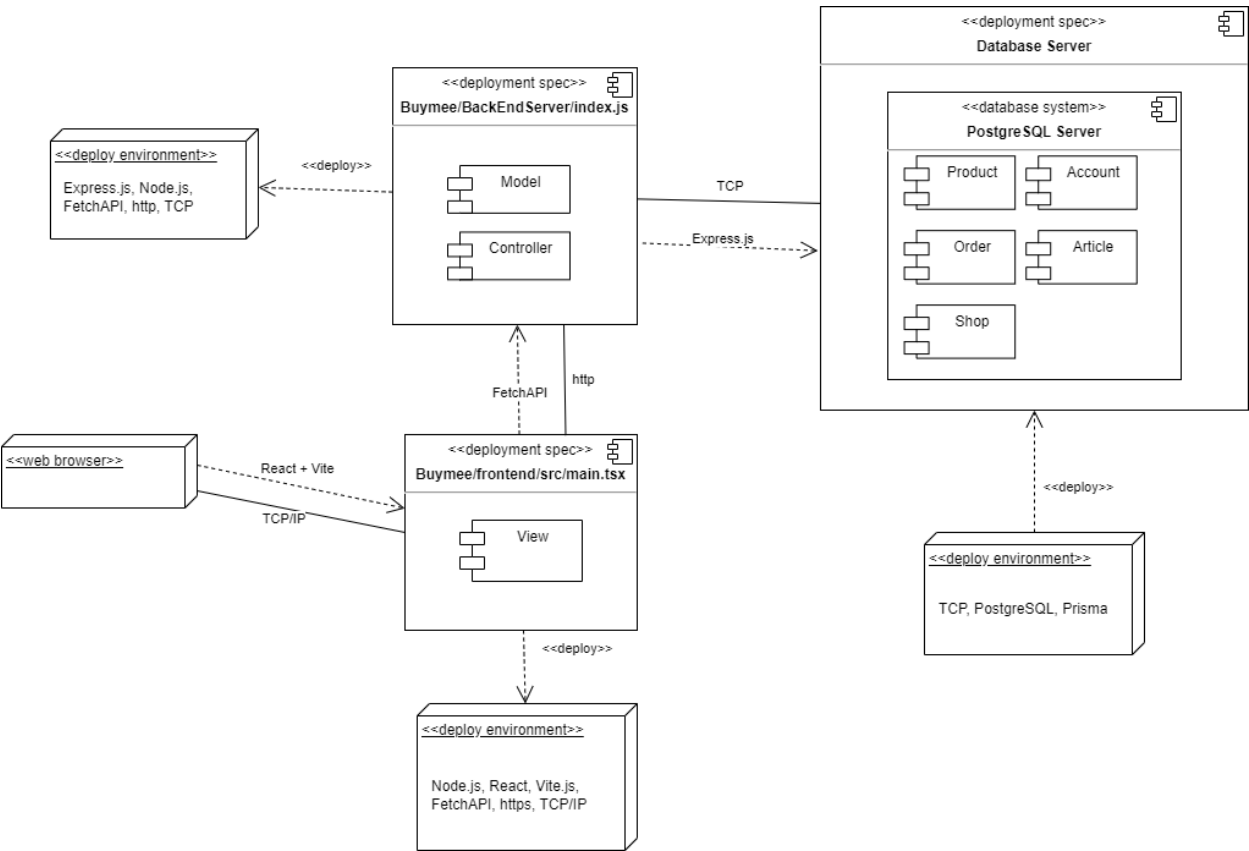 <<deployment spec>>
Database Server
<<database system>>
PostgreSQL Server
Product
Account
Order
Article
Shop
<<deployment spec>>
Buymee/BackEndServer/index.js
Model
Controller
<<deploy environment>>
Express.js, Node.js,
FetchAPI, http, TCP
<<deploy>>
TCP
Express.js
FetchAPI
http
<<web browser>>
React + Vite
TCP/IP
<<deployment spec>>
Buymee/frontend/src/main.tsx
View
<<deploy>>
<<deploy environment>>
TCP, PostgreSQL, Prisma
<<deploy>>
<<deploy environment>>
Node.js, React, Vite.js,
FetchAPI, https, TCP/IP